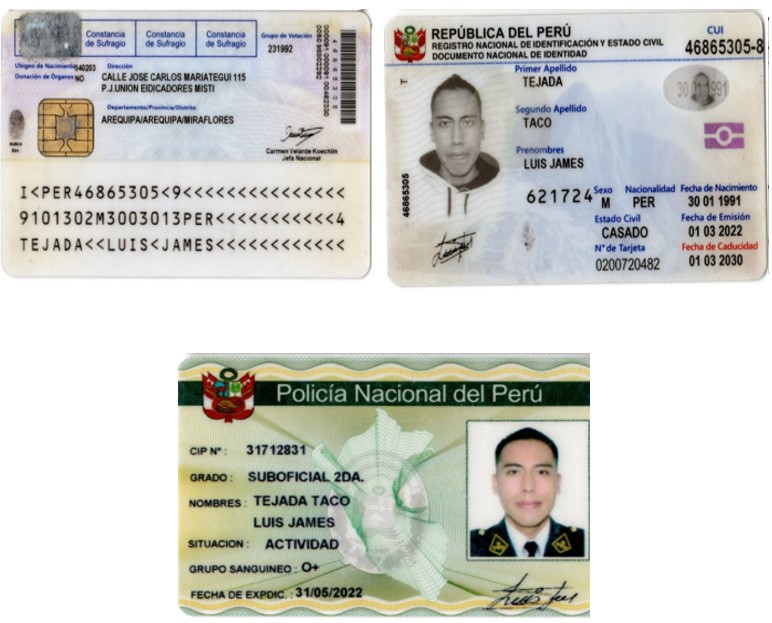 Constancia de Sufragio
Constancia de Sufragio
Constancia de Sufragio
Grupo de Votación
231992
Ubigeo de Nacimiento 040203
Dirección
Donación de Órganos NO
CALLE JOSE CARLOS MARIATEGUI 115
P.J.UNION EIDICADORES MISTI
Departamento/Provincia/Distrito
AREQUIPA/AREQUIPA/MIRAFLORES
Carmen Velarde Koechlin
Jefa Nacional
46865305
I<PER46865305<9<<<<<<<<<<<<<<<
9101302M3003013PER<<<<<<<<<<<4
TEJADA<<LUIS<JAMES<<<<<<<<<<<<
REPÚBLICA DEL PERÚ
REGISTRO NACIONAL DE IDENTIFICACIÓN Y ESTADO CIVIL
DOCUMENTO NACIONAL DE IDENTIDAD
CUI
46865305-8
T
Primer Apellido
TEJADA
30 01 1991
Segundo Apellido
TACO
Prenombres
LUIS JAMES
46865305
621724
Sexo
M
Nacionalidad
PER
Fecha de Nacimiento
30 01 1991
Estado Civil
CASADO
Fecha de Emisión
01 03 2022
N° de Tarjeta
0200720482
Fecha de Caducidad
01 03 2030
Policía Nacional del Perú
CIP N° : 31712831
GRADO : SUBOFICIAL 2DA.
NOMBRES : TEJADA TACO
LUIS JAMES
SITUACION : ACTIVIDAD
GRUPO SANGUINEO : O+
FECHA DE EXPDIC. : 31/05/2022